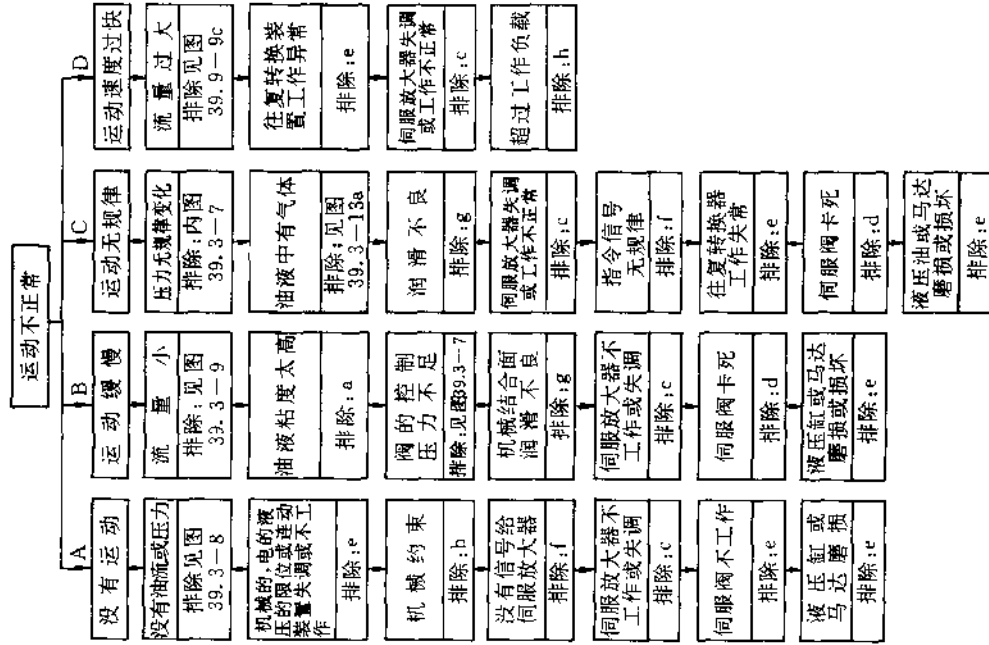 运动不正常
A
没有运动
没有油流或压力
排除见图
39.3-8
机械的,电的液
压的限位或连动
装置失调或不工
作
排除:e
机械约束
排除:b
没有信号给
伺服放大器
排除:f
伺服放大器不
工作或失调
排除:c
伺服阀不工作
排除:e
液压缸或
马达磨损
排除:e
B
运动缓慢
流量小
排除:见图
39.3-9
油液粘度太高
排除:a
阀的控制
压力不足
排除:见图39.3-7
机械结合面
润滑不良
排除:g
伺服放大器不
工作或失调
排除:c
伺服阀卡死
排除:d
液压缸或马达
磨损或损坏
排除:e
C
运动无规律
压力无规律变化
排除:内图
39.3-7
油液中有气体
排除:见图
39.3-13a
润滑不良
排除:g
伺服放大器失调
或工作不正常
排除:c
指令信号
无规律
排除:f
往复转换器
工作失常
排除:e
伺服阀卡死
排除:d
液压油或马达
磨损或损坏
排除:e
D
运动速度过快
流量过大
排除见图
39.9-9c
往复转换装
置工作异常
排除:e
伺服放大器失调
或工作不正常
排除:c
超过工作负载
排除:h